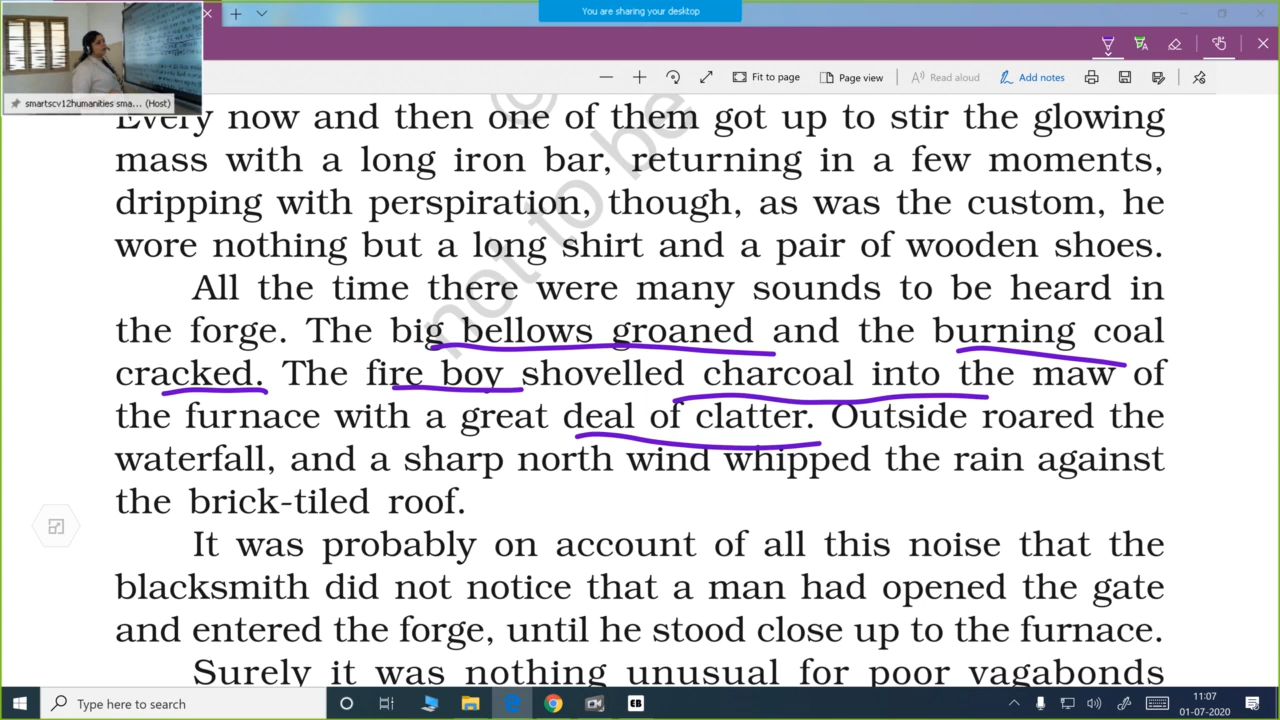 You are sharing your desktop
smartscv12humanities sma... (Host)
Fit to page
Page view
Read aloud
Add notes
Every now and then one of them got up to stir the glowing
mass with a long iron bar, returning in a few moments,
dripping with perspiration, though, as was the custom, he
wore nothing but a long shirt and a pair of wooden shoes.
All the time there were many sounds to be heard in
the forge. The big bellows groaned and the burning coal
cracked. The fire boy shovelled charcoal into the maw of
the furnace with a great deal of clatter. Outside roared the
waterfall, and a sharp north wind whipped the rain against
the brick-tiled roof.
It was probably on account of all this noise that the
blacksmith did not notice that a man had opened the gate
and entered the forge, until he stood close up to the furnace.
Surely it was nothing unusual for poor vagabonds
© not to be
Type here to search
EB
11:07
01-07-2020